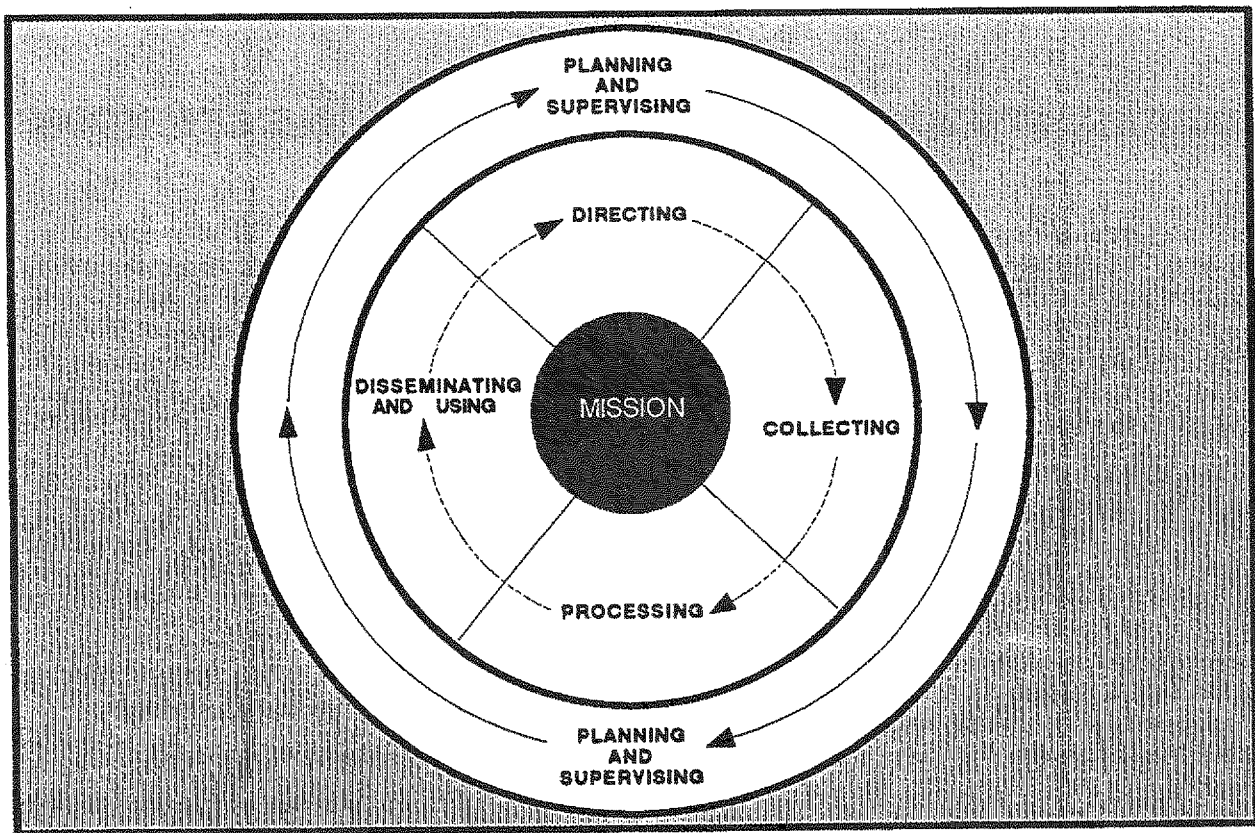 PLANNING
AND
SUPERVISING
DIRECTING
DISSEMINATING
AND USING
MISSION
COLLECTING
PROCESSING
PLANNING
AND
SUPERVISING